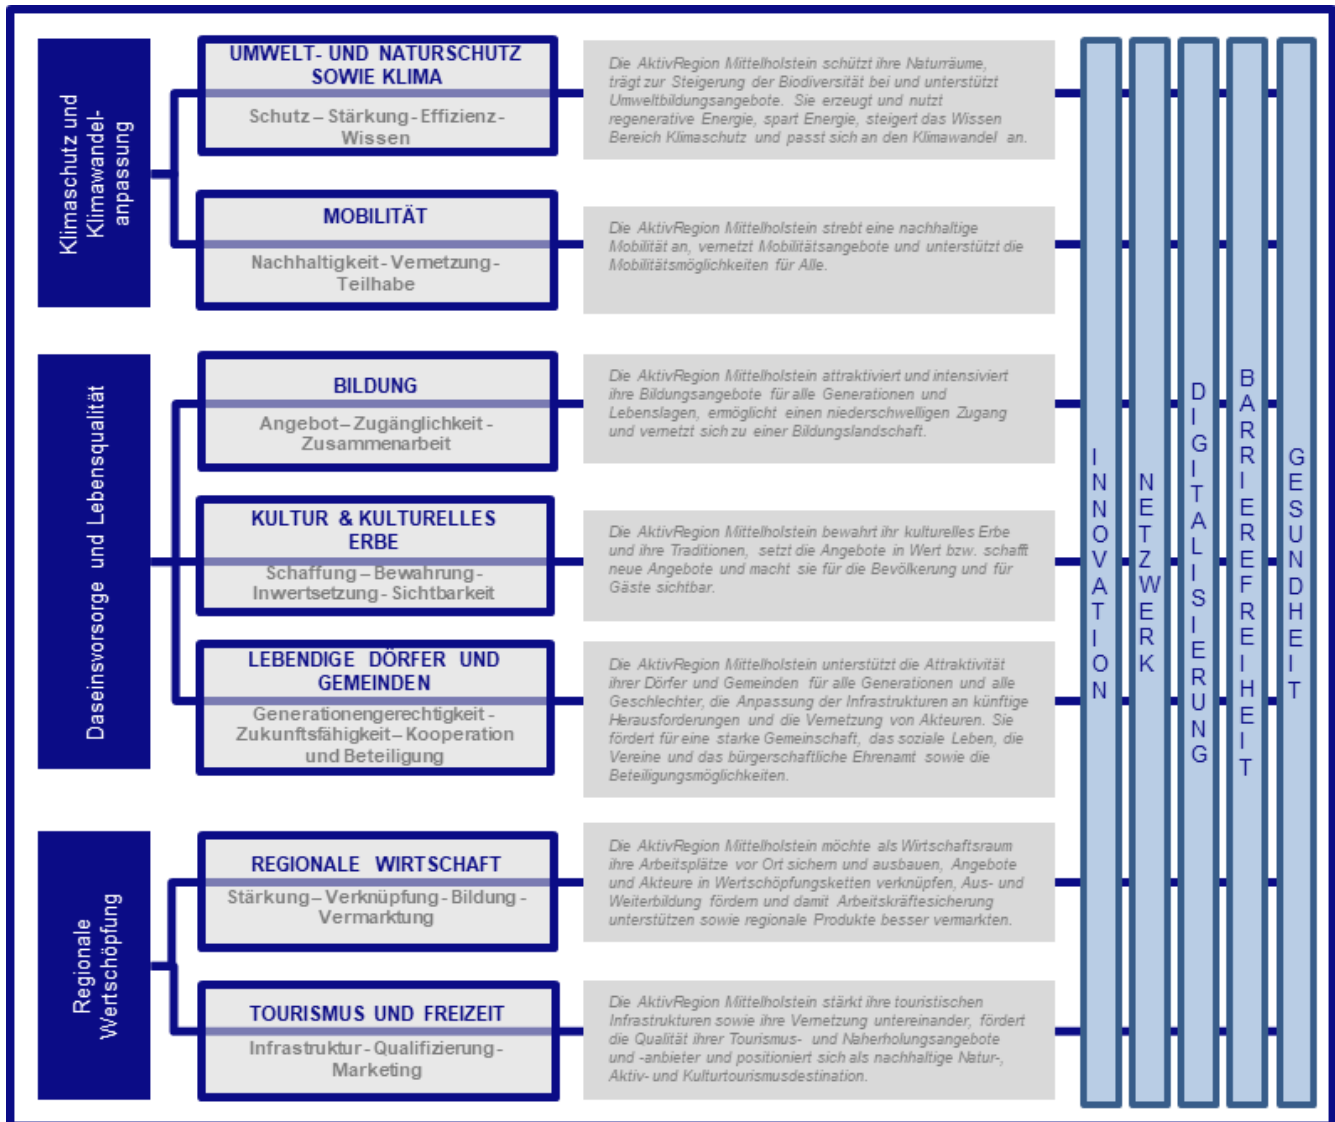 Klimaschutz und
Klimawandel-
anpassung
UMWELT- UND NATURSCHUTZ
SOWIE KLIMA
Schutz – Stärkung - Effizienz -
Wissen
Die AktivRegion Mittelholstein schützt ihre Naturräume,
trägt zur Steigerung der Biodiversität bei und unterstützt
Umweltbildungsangebote. Sie erzeugt und nutzt
regenerative Energie, spart Energie, steigert das Wissen
Bereich Klimaschutz und passt sich an den Klimawandel an.
MOBILITÄT
Nachhaltigkeit - Vernetzung -
Teilhabe
Die AktivRegion Mittelholstein strebt eine nachhaltige
Mobilität an, vernetzt Mobilitätsangebote und unterstützt die
Mobilitätsmöglichkeiten für Alle.
Daseinsvorsorge und Lebensqualität
BILDUNG
Angebot – Zugänglichkeit -
Zusammenarbeit
Die AktivRegion Mittelholstein attraktiviert und intensiviert
ihre Bildungsangebote für alle Generationen und
Lebenslagen, ermöglicht einen niederschwelligen Zugang
und vernetzt sich zu einer Bildungslandschaft.
KULTUR & KULTURELLES
ERBE
Schaffung – Bewahrung -
Inwertsetzung - Sichtbarkeit
Die AktivRegion Mittelholstein bewahrt ihr kulturelles Erbe
und ihre Traditionen, setzt die Angebote in Wert bzw. schafft
neue Angebote und macht sie für die Bevölkerung und für
Gäste sichtbar.
LEBENDIGE DÖRFER UND
GEMEINDEN
Generationengerechtigkeit -
Zukunftsfähigkeit – Kooperation
und Beteiligung
Die AktivRegion Mittelholstein unterstützt die Attraktivität
ihrer Dörfer und Gemeinden für alle Generationen und alle
Geschlechter, die Anpassung der Infrastrukturen an künftige
Herausforderungen und die Vernetzung von Akteuren. Sie
fördert für eine starke Gemeinschaft, das soziale Leben, die
Vereine und das bürgerschaftliche Ehrenamt sowie die
Beteiligungsmöglichkeiten.
Regionale
Wertschöpfung
REGIONALE WIRTSCHAFT
Stärkung – Verknüpfung - Bildung -
Vermarktung
Die AktivRegion Mittelholstein möchte als Wirtschaftsraum
ihre Arbeitsplätze vor Ort sichern und ausbauen, Angebote
und Akteure in Wertschöpfungsketten verknüpfen, Aus- und
Weiterbildung fördern und damit Arbeitskräftesicherung
unterstützen sowie regionale Produkte besser vermarkten.
TOURISMUS UND FREIZEIT
Infrastruktur - Qualifizierung -
Marketing
Die AktivRegion Mittelholstein stärkt ihre touristischen
Infrastrukturen sowie ihre Vernetzung untereinander, fördert
die Qualität ihrer Tourismus- und Naherholungsangebote
und -anbieter und positioniert sich als nachhaltige Natur-,
Aktiv- und Kulturtourismusdestination.
INNOVATION
NETZWERK
DIGITALISIERUNG
BARRIEREFREIHEIT
GESUNDHEIT